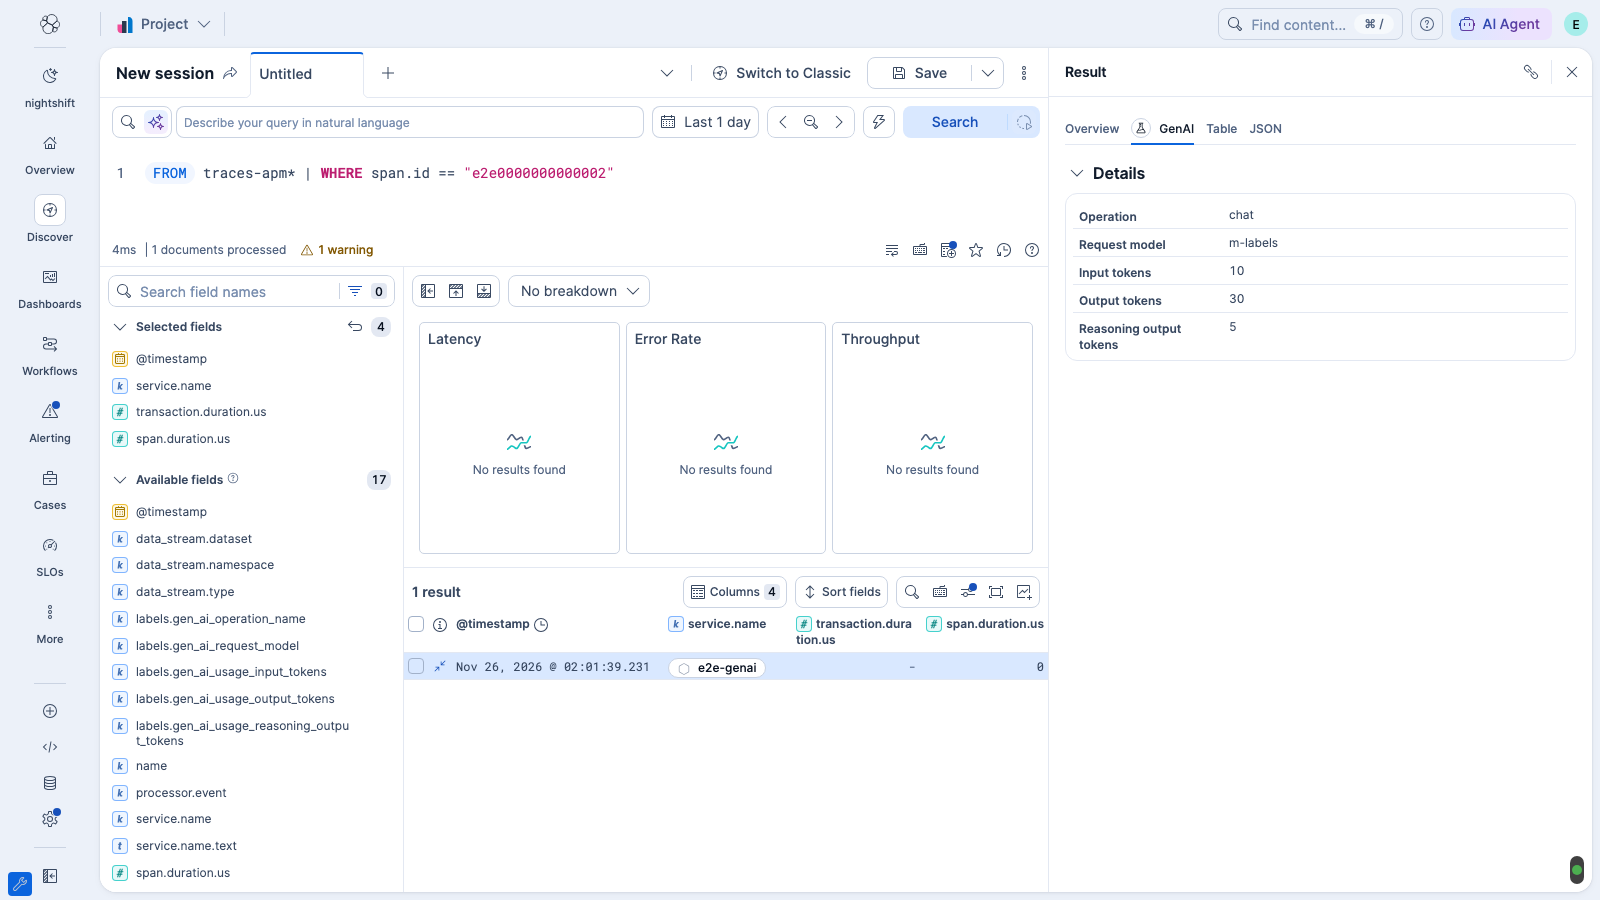 Project
Find content...
⌘ /
AI Agent
E
nightshift
Overview
Discover
Dashboards
Workflows
Alerting
Cases
SLOs
More
New session
Untitled
Switch to Classic
Save
Describe your query in natural language
Last 1 day
Search
1 FROM traces-apm* | WHERE span.id == "e2e0000000000002"
4ms | 1 documents processed
1 warning
Search field names
0
Selected fields
4
@timestamp
k service.name
# transaction.duration.us
# span.duration.us
Available fields
17
@timestamp
k data_stream.dataset
k data_stream.namespace
k data_stream.type
k labels.gen_ai_operation_name
k labels.gen_ai_request_model
k labels.gen_ai_usage_input_tokens
k labels.gen_ai_usage_output_tokens
k labels.gen_ai_usage_reasoning_outpu
t_tokens
k name
k processor.event
k service.name
t service.name.text
# span.duration.us
No breakdown
Latency
No results found
Error Rate
No results found
Throughput
No results found
1 result
Columns 4
Sort fields
@timestamp
k service.name
# transaction.dura
tion.us
# span.duration.us
Nov 26, 2026 @ 02:01:39.231
e2e-genai
-
0
Result
Overview
GenAI
Table
JSON
Details
Operation chat
Request model m-labels
Input tokens 10
Output tokens 30
Reasoning output 5
tokens